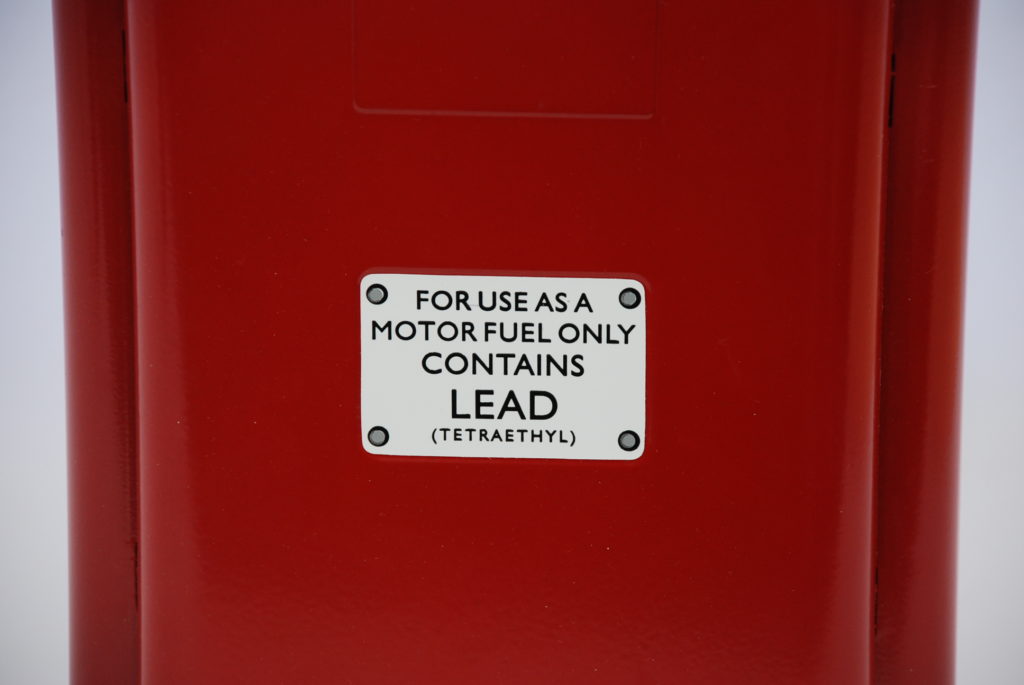 FOR USE AS A
MOTOR FUEL ONLY
CONTAINS
LEAD
(TETRAETHYL)